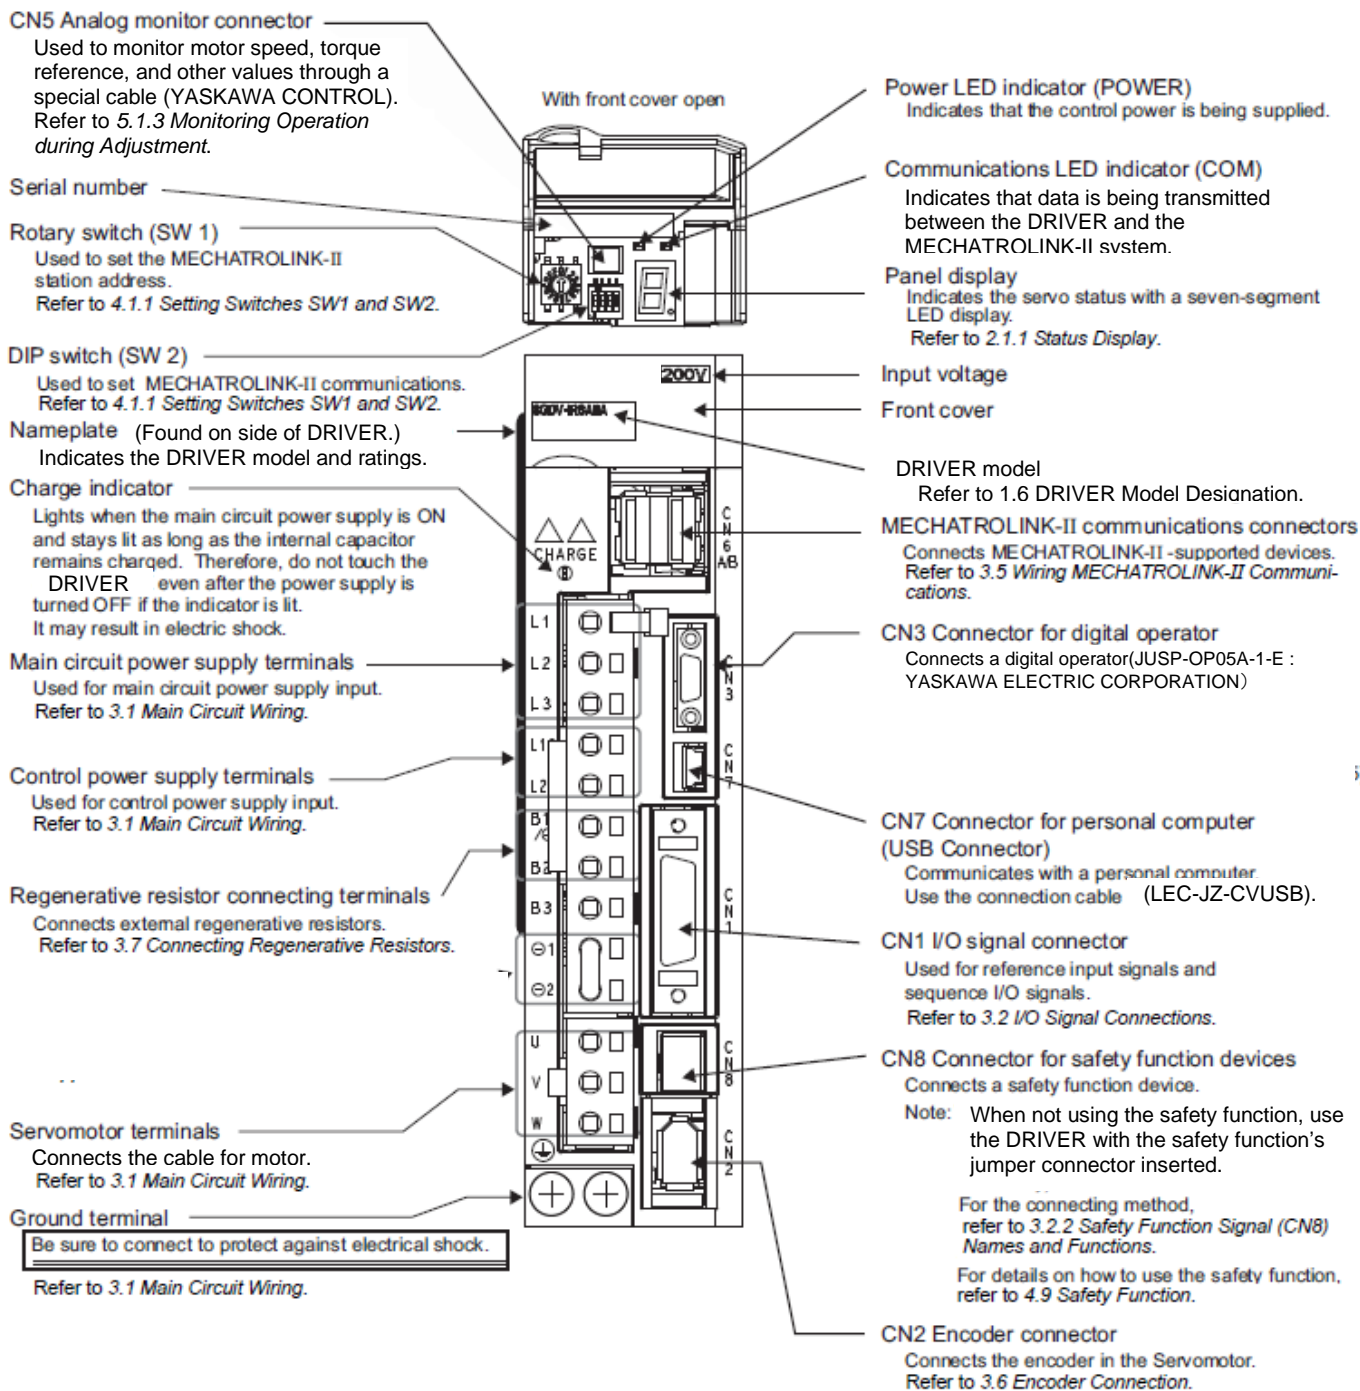 CN5 Analog monitor connector
Used to monitor motor speed, torque
reference, and other values through a
special cable (YASKAWA CONTROL).
Refer to 5.1.3 Monitoring Operation
during Adjustment.
Serial number
Rotary switch (SW 1)
Used to set the MECHATROLINK-II
station address.
Refer to 4.1.1 Setting Switches SW1 and SW2.
DIP switch (SW 2)
Used to set MECHATROLINK-II communications.
Refer to 4.1.1 Setting Switches SW1 and SW2.
Nameplate (Found on side of DRIVER.)
Indicates the DRIVER model and ratings.
Charge indicator
Lights when the main circuit power supply is ON
and stays lit as long as the internal capacitor
remains charged. Therefore, do not touch the
DRIVER even after the power supply is
turned OFF if the indicator is lit.
It may result in electric shock.
Main circuit power supply terminals
Used for main circuit power supply input.
Refer to 3.1 Main Circuit Wiring.
Control power supply terminals
Used for control power supply input.
Refer to 3.1 Main Circuit Wiring.
Regenerative resistor connecting terminals
Connects external regenerative resistors.
Refer to 3.7 Connecting Regenerative Resistors.
Servomotor terminals
Connects the cable for motor.
Refer to 3.1 Main Circuit Wiring.
Ground terminal
Be sure to connect to protect against electrical shock.
Refer to 3.1 Main Circuit Wiring.
With front cover open
200V
CHARGE
CN6 A/B
L1
L2
L3
CN3
L1
L2
CN7
B1/⊕
B2
B3
CN1
⊖1
⊖2
U
V
W
CN8
CN2
Power LED indicator (POWER)
Indicates that the control power is being supplied.
Communications LED indicator (COM)
Indicates that data is being transmitted
between the DRIVER and the
MECHATROLINK-II system.
Panel display
Indicates the servo status with a seven-segment
LED display.
Refer to 2.1.1 Status Display.
Input voltage
Front cover
DRIVER model
Refer to 1.6 DRIVER Model Designation.
MECHATROLINK-II communications connectors
Connects MECHATROLINK-II -supported devices.
Refer to 3.5 Wiring MECHATROLINK-II Communi-
cations.
CN3 Connector for digital operator
Connects a digital operator(JUSP-OP05A-1-E :
YASKAWA ELECTRIC CORPORATION）
CN7 Connector for personal computer
(USB Connector)
Communicates with a personal computer.
Use the connection cable (LEC-JZ-CVUSB).
CN1 I/O signal connector
Used for reference input signals and
sequence I/O signals.
Refer to 3.2 I/O Signal Connections.
CN8 Connector for safety function devices
Connects a safety function device.
Note: When not using the safety function, use
the DRIVER with the safety function’s
jumper connector inserted.
For the connecting method,
refer to 3.2.2 Safety Function Signal (CN8)
Names and Functions.
For details on how to use the safety function,
refer to 4.9 Safety Function.
CN2 Encoder connector
Connects the encoder in the Servomotor.
Refer to 3.6 Encoder Connection.